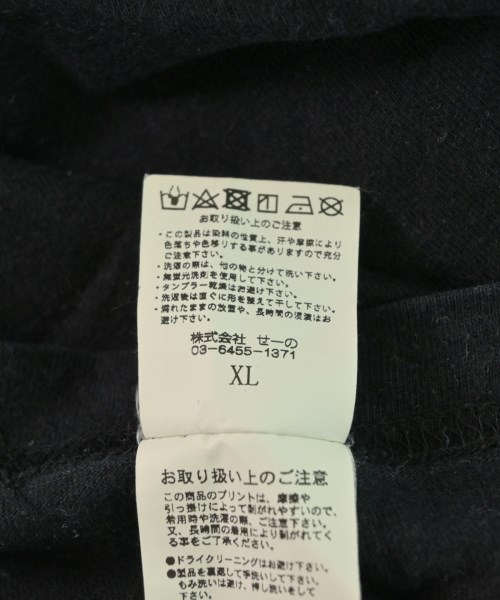 お取り扱い上のご注意
・この製品は染料の性質上、汗や摩擦により
色落ちや色移りする事がありますので充分
ご注意下さい。
・洗濯の際は、他の物と分けて洗い下さい。
・無蛍光洗剤を使用して下さい。
・タンブラー乾燥はお避け下さい。
・洗濯後は直ぐに形を整えて干して下さい。
・濡れたままの放置や、長時間の浸漬はお
避け下さい。
株式会社 せーの
03-6455-1371
XL
お取り扱い上のご注意
この商品のプリントは、摩擦や
引っ掛けによって剥がれやすいので、
着用時や洗濯の際、ご注意下さい。
又、長時間の着用により剥がれてく
る事をご了承ください。
●ドライクリーニングはお避け下さい。
●製品を裏返して手洗いして下さい。
もみ洗いは避け、押し洗いをして
下さい。